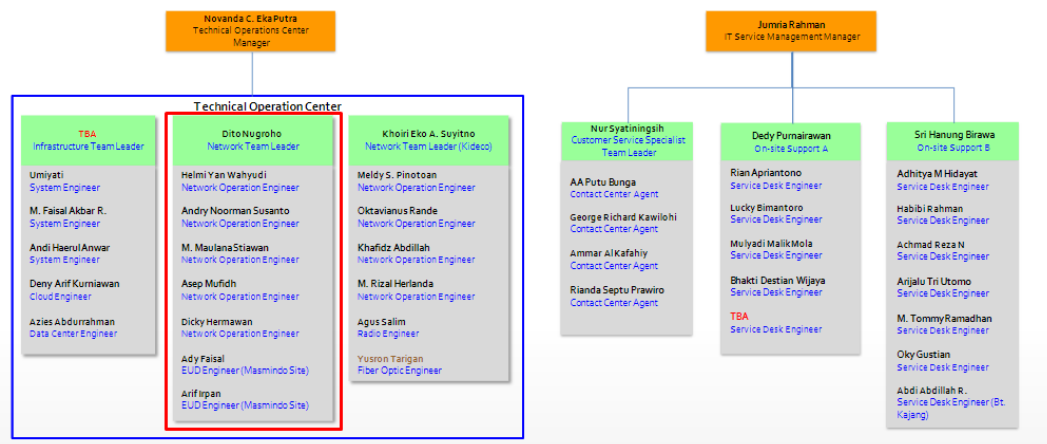 Novanda C. Eka Putra
Technical Operations Center
Manager
Technical Operation Center
TBA
Infrastructure Team Leader
Umiyati
System Engineer
M. Faisal Akbar R.
System Engineer
Andi Haerul Anwar
System Engineer
Deny Arif Kurniawan
Cloud Engineer
Azies Abdurrahman
Data Center Engineer
Dito Nugroho
Network Team Leader
Helmi Yan Wahyudi
Network Operation Engineer
Andry Noorman Susanto
Network Operation Engineer
M. Maulana Stiawan
Network Operation Engineer
Asep Mufidh
Network Operation Engineer
Dicky Hermawan
Network Operation Engineer
Ady Faisal
EUD Engineer (Masmindo Site)
Arif Irpan
EUD Engineer (Masmindo Site)
Khoiri Eko A. Suyitno
Network Team Leader (Kideco)
Meldy S. Pinotoan
Network Operation Engineer
Oktavianus Rande
Network Operation Engineer
Khafidz Abdillah
Network Operation Engineer
M. Rizal Herlanda
Network Operation Engineer
Agus Salim
Radio Engineer
Yusron Tarigan
Fiber Optic Engineer
Jumria Rahman
IT Service Management Manager
Nur Syatiningsih
Customer Service Specialist
Team Leader
AA Putu Bunga
Contact Center Agent
George Richard Kawilohi
Contact Center Agent
Ammar Al Kafahiy
Contact Center Agent
Rianda Septu Prawiro
Contact Center Agent
Dedy Purnairawan
On-site Support A
Rian Apriantono
Service Desk Engineer
Lucky Bimantoro
Service Desk Engineer
Mulyadi Malik Mola
Service Desk Engineer
Bhakti Destian Wijaya
Service Desk Engineer
TBA
Service Desk Engineer
Sri Hanung Birawa
On-site Support B
Adhitya M Hidayat
Service Desk Engineer
Habibi Rahman
Service Desk Engineer
Achmad Reza N
Service Desk Engineer
Arijalu Tri Utomo
Service Desk Engineer
M. Tommy Ramadhan
Service Desk Engineer
Oky Gustian
Service Desk Engineer
Abdi Abdillah R.
Service Desk Engineer (Bt.
Kajang)